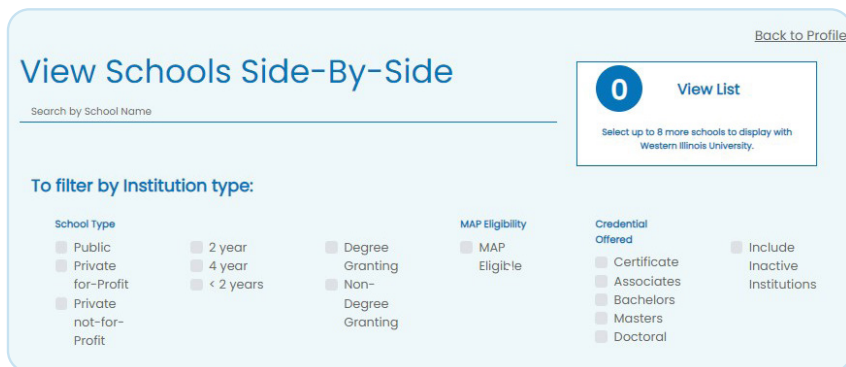 Back to Profile
View Schools Side-By-Side
Search by School Name
0
View List
Select up to 8 more schools to display with
Western Illinois University.
To filter by Institution type:
School Type
Public
Private
for-Profit
Private
not-for-
Profit
2 year
4 year
< 2 years
Degree
Granting
Non-
Degree
Granting
MAP Eligibility
MAP
Eligible
Credential
Offered
Certificate
Associates
Bachelors
Masters
Doctoral
Include
Inactive
Institutions